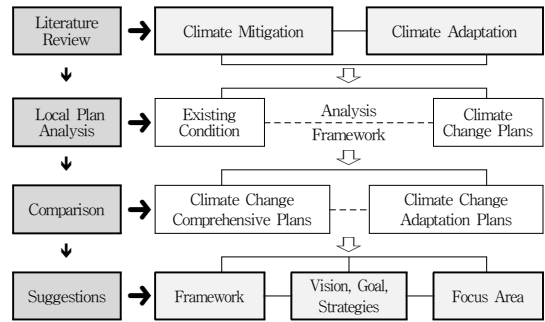 Literature
Review
Climate Mitigation
Climate Adaptation
Local Plan
Analysis
Existing
Condition
Analysis
Framework
Climate
Change Plans
Comparison
Climate Change
Comprehensive Plans
Climate Change
Adaptation Plans
Suggestions
Framework
Vision, Goal,
Strategies
Focus Area